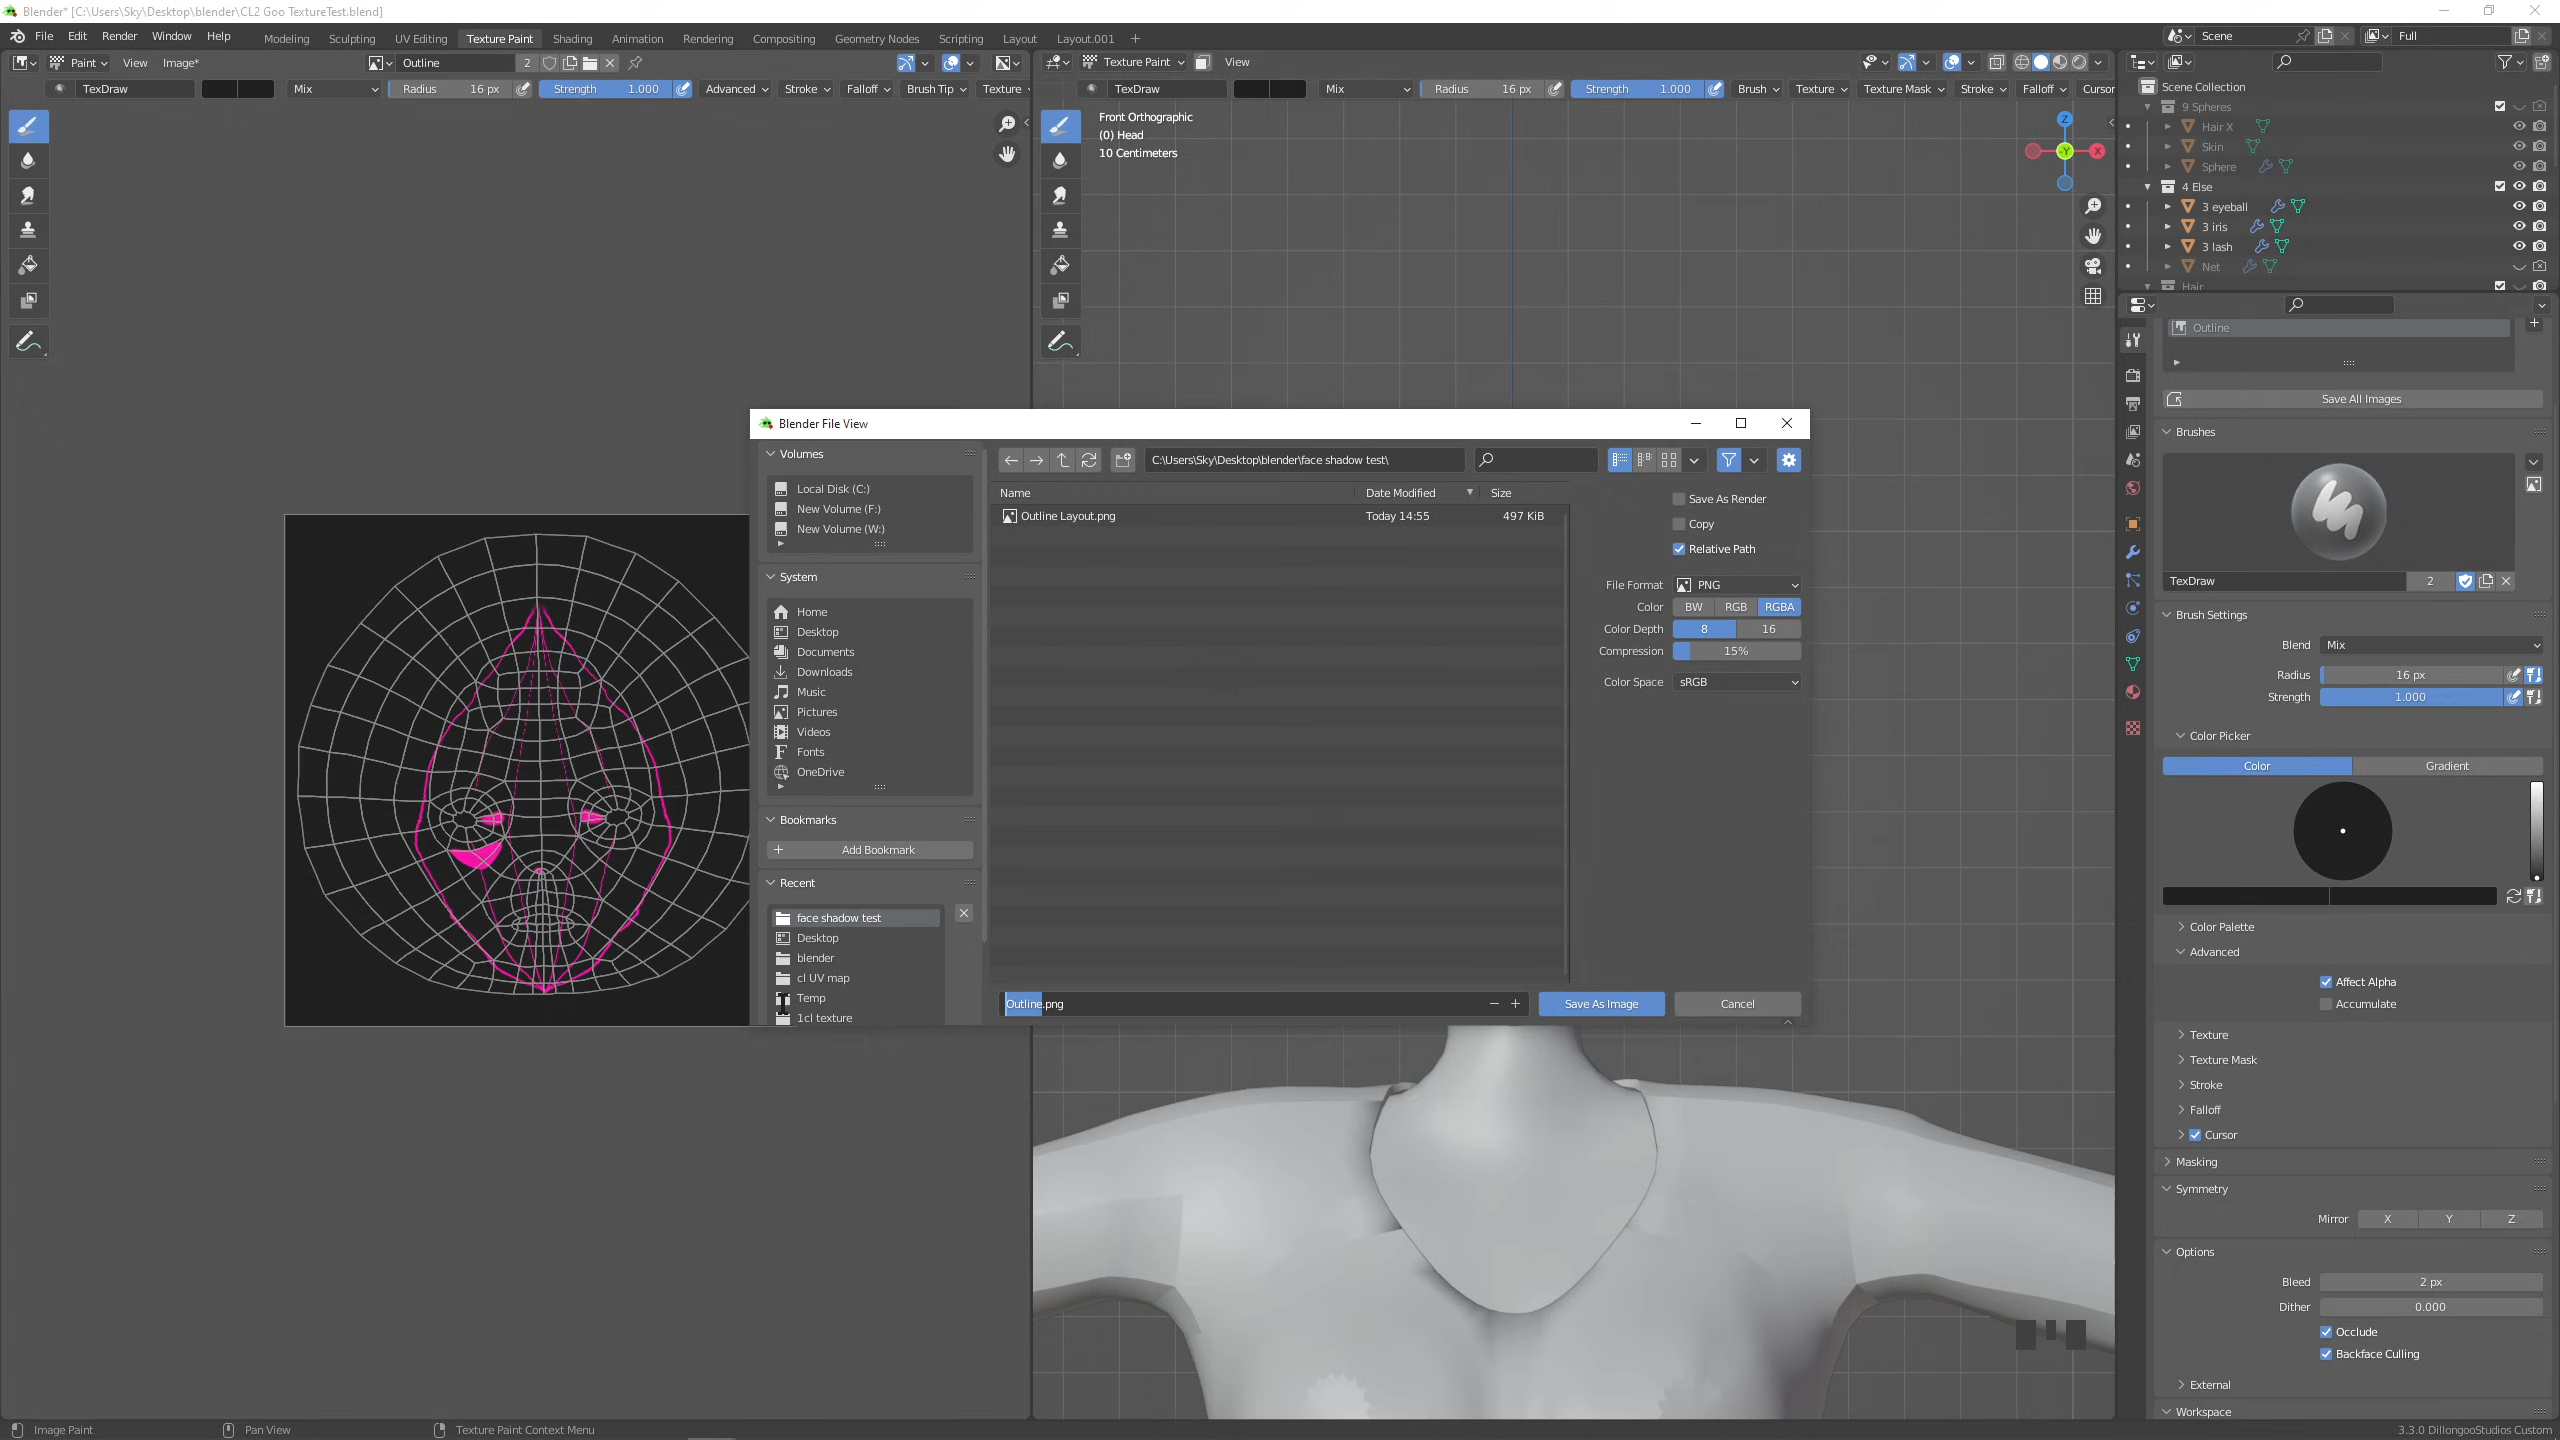 Blender* [C:\Users\Sky\Desktop\blender\CL2 Goo TextureTest.blend]
File Edit Render Window Help
Modeling Sculpting UV Editing Texture Paint Shading Animation Rendering Compositing Geometry Nodes Scripting Layout Layout.001
Scene
Full
Paint View Image* Outline 2
Texture Paint View
TexDraw Mix Radius 16 px Strength 1.000 Advanced Stroke Falloff Brush Tip Texture
TexDraw Mix Radius 16 px Strength 1.000 Brush Texture Texture Mask Stroke Falloff Cursor
Front Orthographic
(0) Head
10 Centimeters
Z
-Y
X
Scene Collection
9 Spheres
Hair X
Skin
Sphere
4 Else
3 eyeball
3 iris
3 lash
Net
Hair
Outline
Save All Images
Brushes
TexDraw 2
Brush Settings
Blend Mix
Radius 16 px
Strength 1.000
Color Picker
Color Gradient
Color Palette
Advanced
Affect Alpha
Accumulate
Texture
Texture Mask
Stroke
Falloff
Cursor
Masking
Symmetry
Mirror X Y Z
Options
Bleed 2 px
Dither 0.000
Occlude
Backface Culling
External
Workspace
Blender File View
Volumes
Local Disk (C:)
New Volume (F:)
New Volume (W:)
System
Home
Desktop
Documents
Downloads
Music
Pictures
Videos
Fonts
OneDrive
Bookmarks
Add Bookmark
Recent
face shadow test
Desktop
blender
cl UV map
Temp
1cl texture
C:\Users\Sky\Desktop\blender\face shadow test\
Name Date Modified Size
Outline Layout.png Today 14:55 497 KiB
Save As Render
Copy
Relative Path
File Format PNG
Color BW RGB RGBA
Color Depth 8 16
Compression 15%
Color Space sRGB
Outline.png
Save As Image
Cancel
Image Paint
Pan View
Texture Paint Context Menu
3.3.0 DillongooStudios Custom